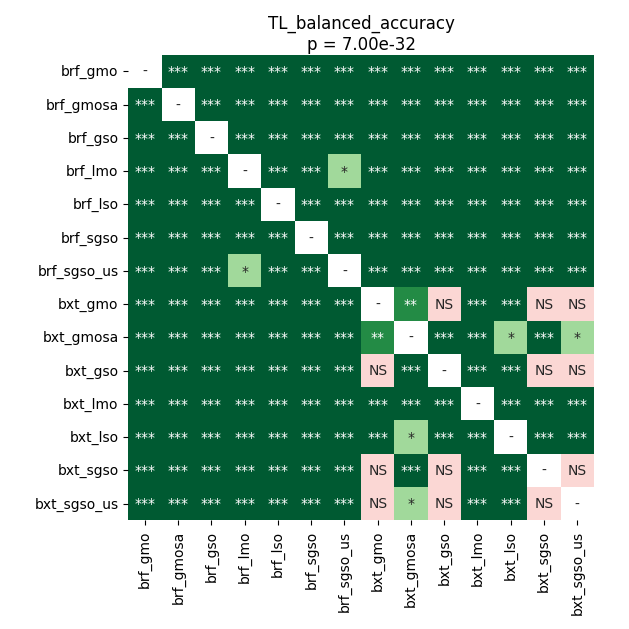 TL_balanced_accuracy
p = 7.00e-32
brf_gmo - *** *** *** *** *** *** *** *** *** *** *** *** ***
brf_gmosa *** - *** *** *** *** *** *** *** *** *** *** *** ***
brf_gso *** *** - *** *** *** *** *** *** *** *** *** *** ***
brf_lmo *** *** *** - *** *** * *** *** *** *** *** *** ***
brf_lso *** *** *** *** - *** *** *** *** *** *** *** *** ***
brf_sgso *** *** *** *** *** - *** *** *** *** *** *** *** ***
brf_sgso_us *** *** *** * *** *** - *** *** *** *** *** *** ***
bxt_gmo *** *** *** *** *** *** *** - ** NS *** *** NS NS
bxt_gmosa *** *** *** *** *** *** *** ** - *** *** * *** *
bxt_gso *** *** *** *** *** *** *** NS *** - *** *** NS NS
bxt_lmo *** *** *** *** *** *** *** *** *** *** - *** *** ***
bxt_lso *** *** *** *** *** *** *** *** * *** *** - *** ***
bxt_sgso *** *** *** *** *** *** *** NS *** NS *** *** - NS
bxt_sgso_us *** *** *** *** *** *** *** NS * NS *** *** NS -
brf_gmo brf_gmosa brf_gso brf_lmo brf_lso brf_sgso brf_sgso_us bxt_gmo bxt_gmosa bxt_gso bxt_lmo bxt_lso bxt_sgso bxt_sgso_us